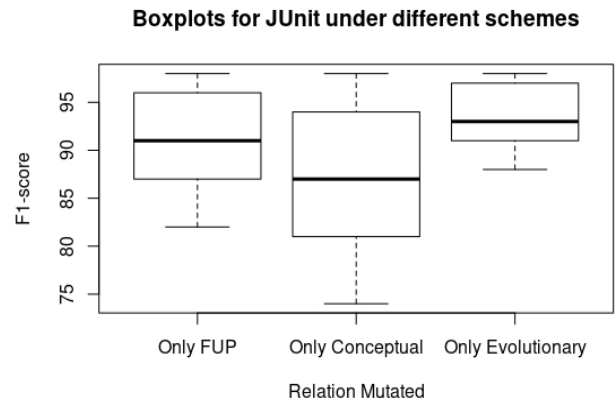 Boxplots for JUnit under different schemes
F1-score
95
90
85
80
75
Only FUP Only Conceptual Only Evolutionary
Relation Mutated